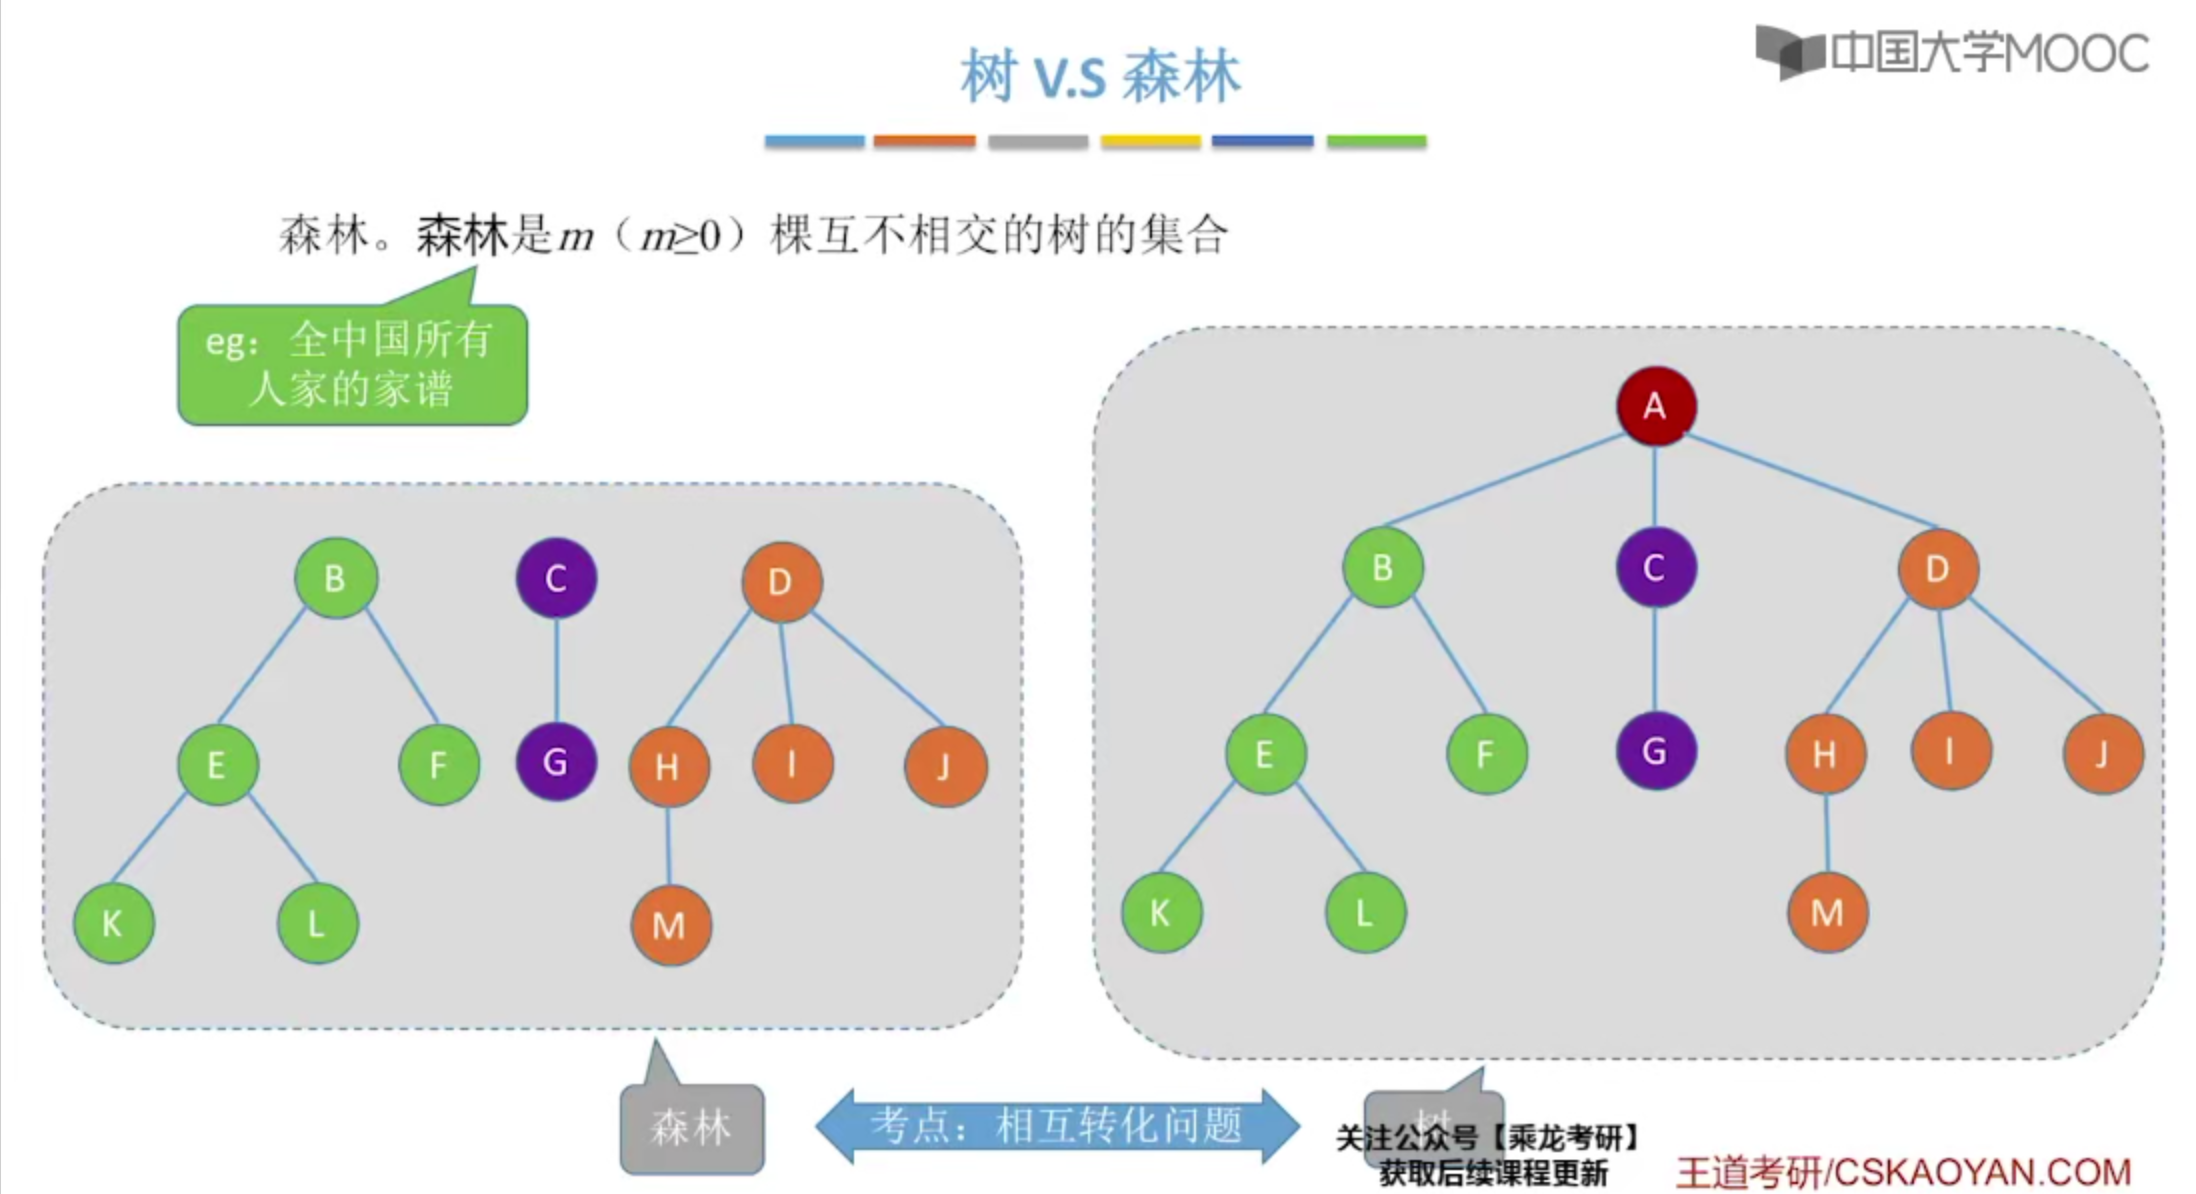 中国大学MOOC
树 V.S 森林
森林。森林是m（m≥0）棵互不相交的树的集合
eg：全中国所有
人家的家谱
A
B
C
D
E
F
G
H
I
J
K
L
M
B
C
D
E
F
G
H
I
J
K
L
M
森林
考点：相互转化问题
树
关注公众号【乘龙考研】
获取后续课程更新
王道考研/CSKAOYAN.COM